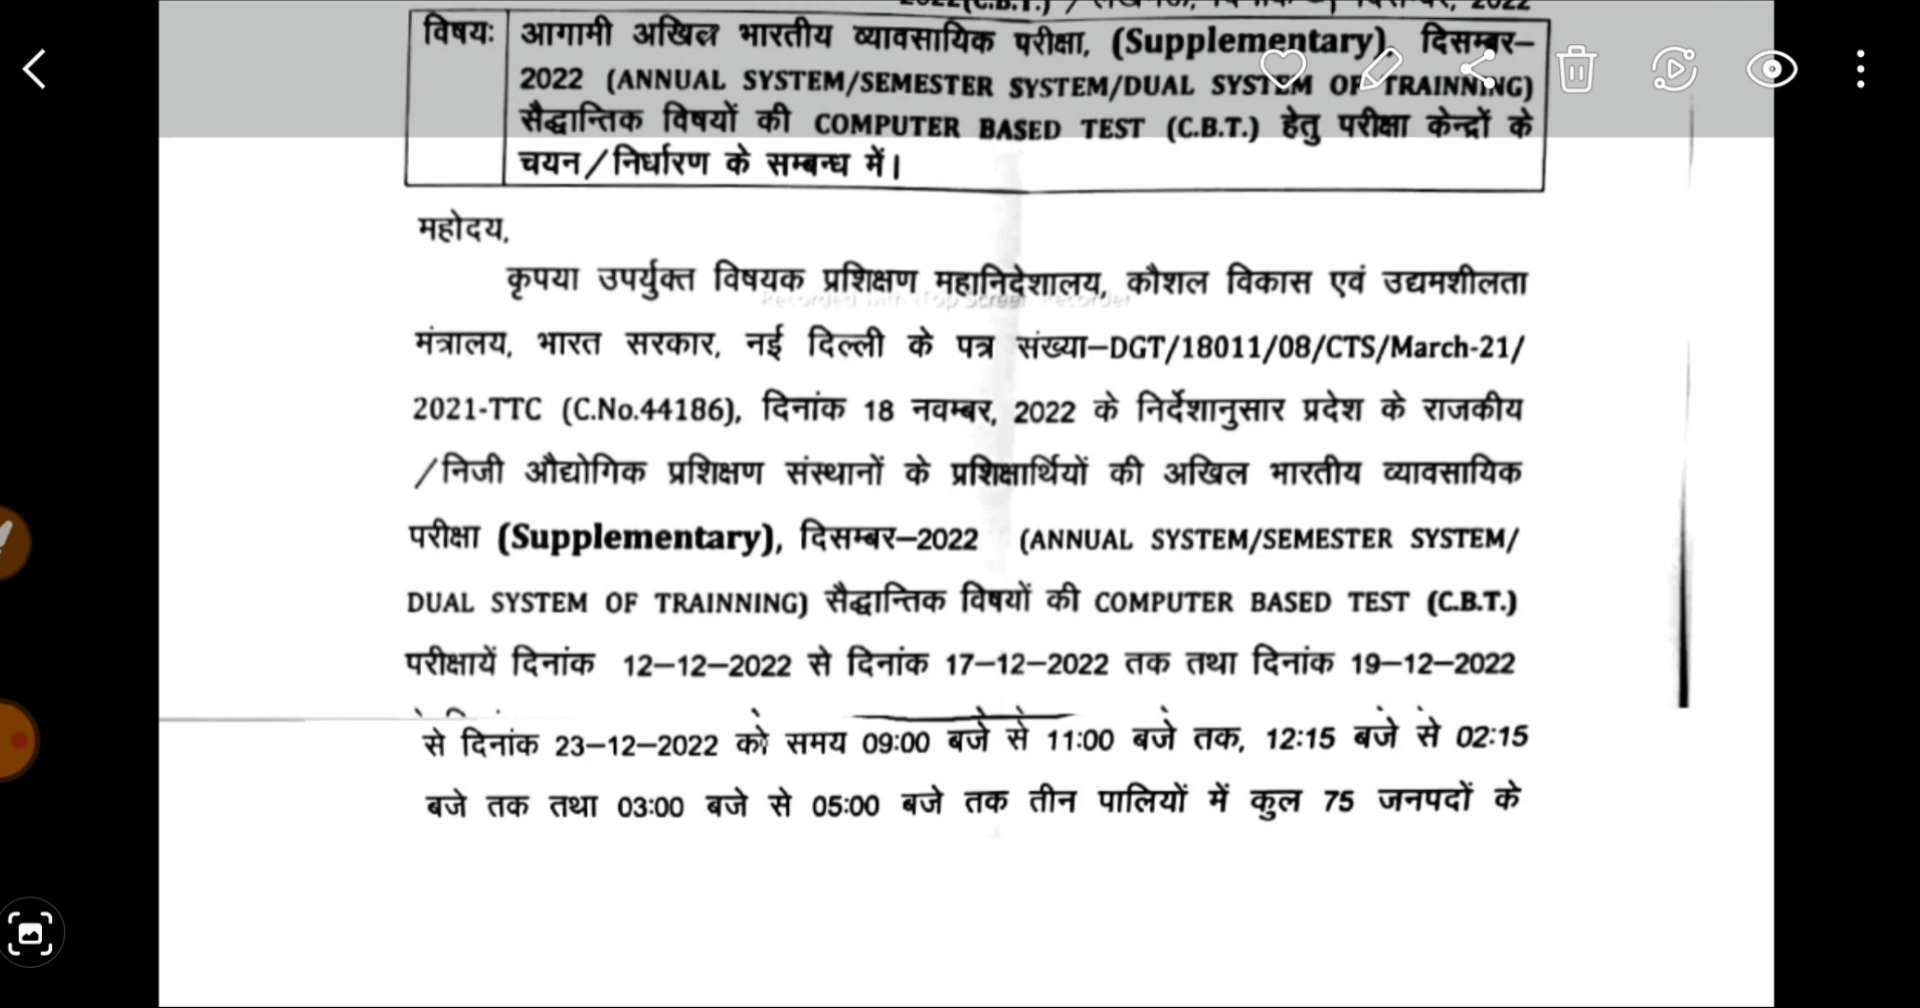 2022(C.B.T.) /
विषयः आगामी अखिल भारतीय व्यावसायिक परीक्षा, (Supplementary), दिसम्बर–
2022 (ANNUAL SYSTEM/SEMESTER SYSTEM/DUAL SYSTEM OF TRAINNING)
सैद्धान्तिक विषयों की COMPUTER BASED TEST (C.B.T.) हेतु परीक्षा केन्द्रों के
चयन/निर्धारण के सम्बन्ध में।
महोदय,
कृपया उपर्युक्त विषयक प्रशिक्षण महानिदेशालय, कौशल विकास एवं उद्यमशीलता
Recorded with iTop Screen Recorder
मंत्रालय, भारत सरकार, नई दिल्ली के पत्र संख्या–DGT/18011/08/CTS/March-21/
2021-TTC (C.No.44186), दिनांक 18 नवम्बर, 2022 के निर्देशानुसार प्रदेश के राजकीय
/निजी औद्योगिक प्रशिक्षण संस्थानों के प्रशिक्षार्थियों की अखिल भारतीय व्यावसायिक
परीक्षा (Supplementary), दिसम्बर–2022 (ANNUAL SYSTEM/SEMESTER SYSTEM/
DUAL SYSTEM OF TRAINNING) सैद्धान्तिक विषयों की COMPUTER BASED TEST (C.B.T.)
परीक्षायें दिनांक 12–12–2022 से दिनांक 17–12–2022 तक तथा दिनांक 19–12–2022
से दिनांक 23–12–2022 को समय 09:00 बजे से 11:00 बजे तक, 12:15 बजे से 02:15
बजे तक तथा 03:00 बजे से 05:00 बजे तक तीन पालियों में कुल 75 जनपदों के